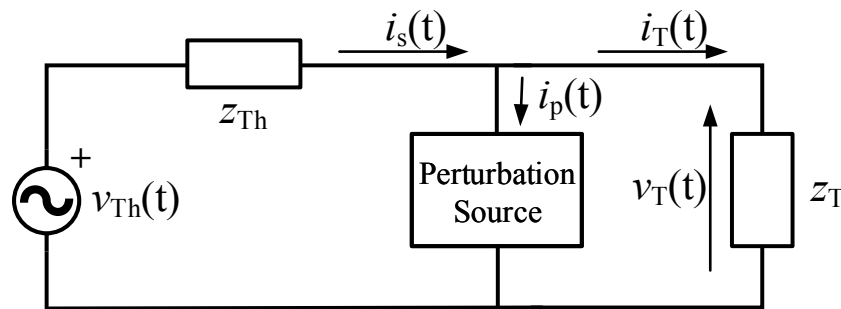 i_s(t)
i_T(t)
z_Th
i_p(t)
+
v_Th(t)
Perturbation
Source
v_T(t)
z_T